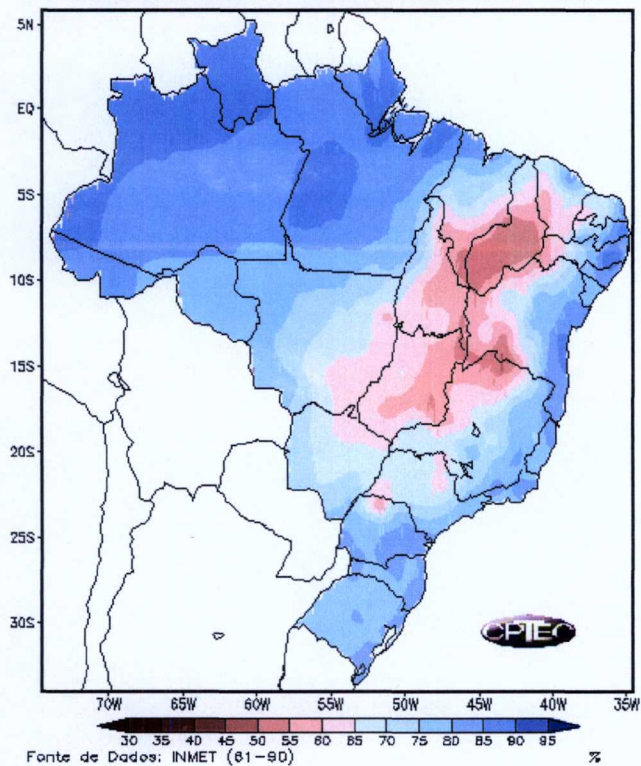 5N
EQ
5S
10S
15S
20S
25S
30S
CPTEC
70W 65W 60W 55W 50W 45W 40W 35W
30 35 40 45 50 55 60 65 70 75 80 85 90 95
Fonte de Dados: INMET (61-90) %